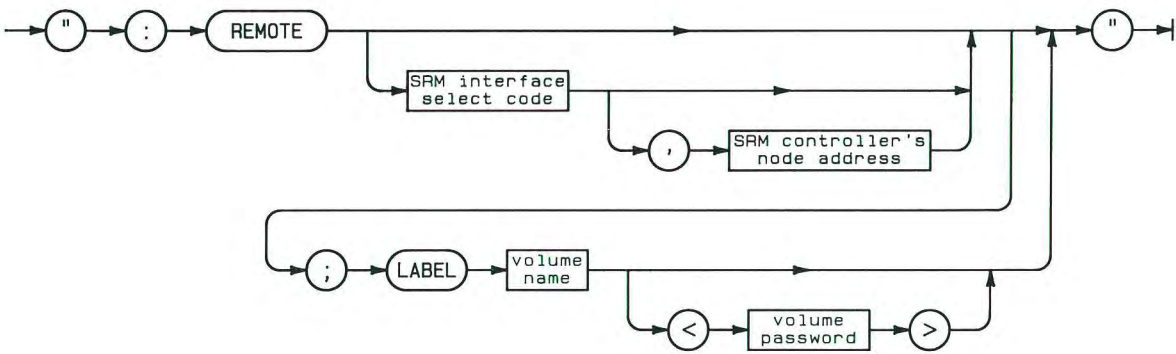 " : REMOTE "
SRM interface
select code
, SRM controller's
node address
; LABEL volume
name
< volume
password >